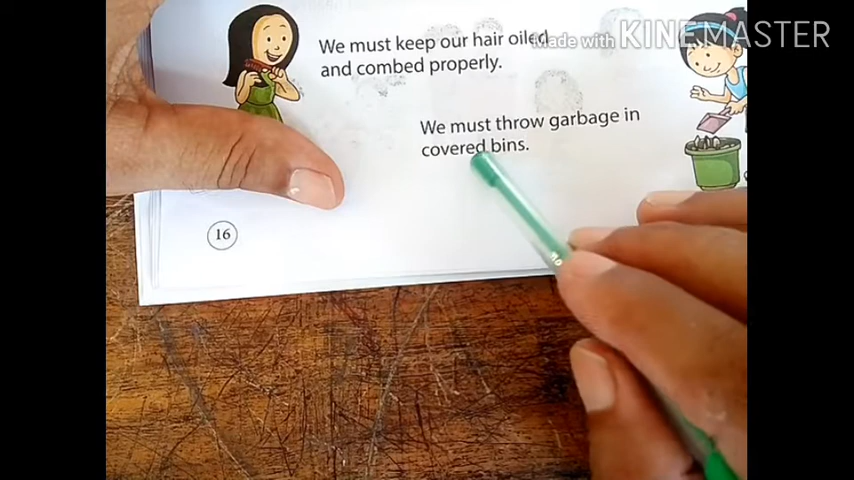 We must keep our hair oiled
and combed properly.
Made with KINEMASTER
We must throw garbage in
covered bins.
16